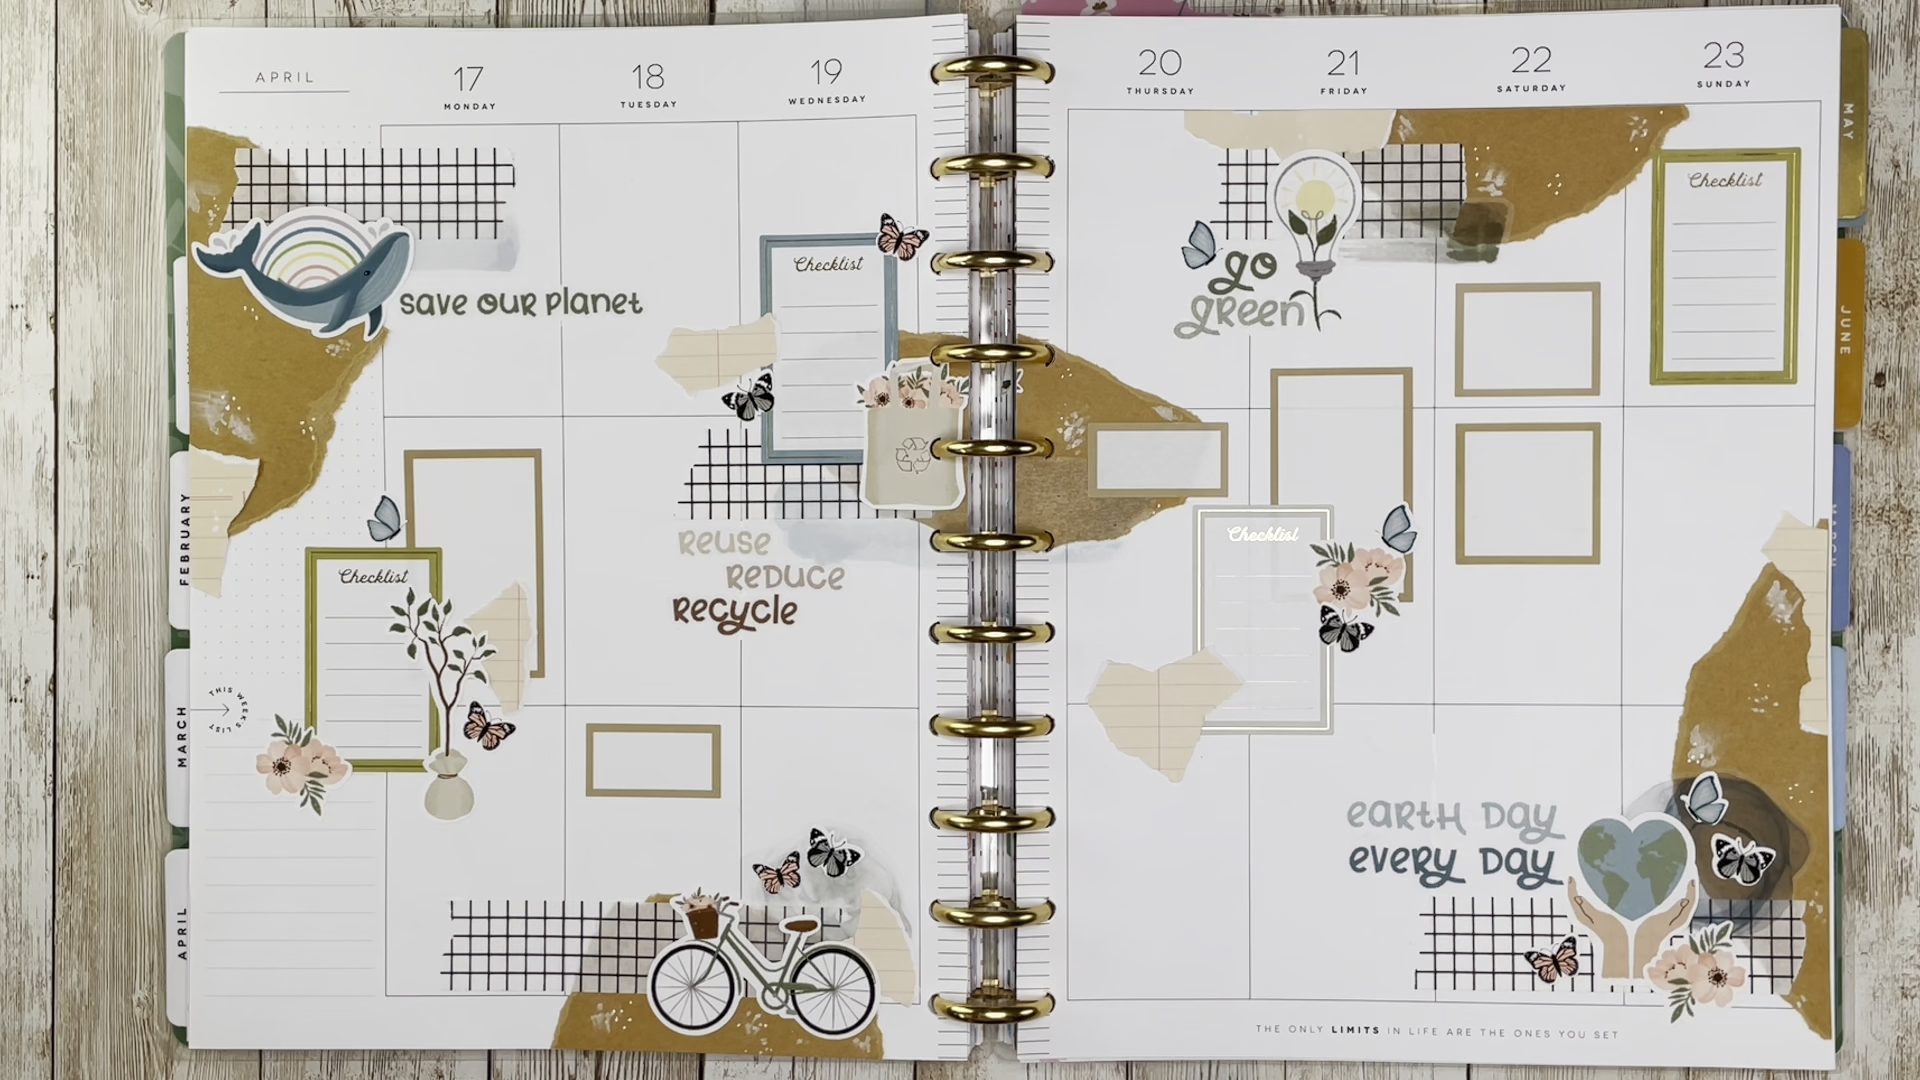 APRIL
17
MONDAY
18
TUESDAY
19
WEDNESDAY
20
THURSDAY
21
FRIDAY
22
SATURDAY
23
SUNDAY
save our planet
Checklist
Checklist
reuse
reduce
recycle
THIS WEEK'S LIST
go
green
Checklist
Checklist
earth day
every day
THE ONLY LIMITS IN LIFE ARE THE ONES YOU SET
FEBRUARY
MARCH
APRIL
MAY
JUNE
MARCH